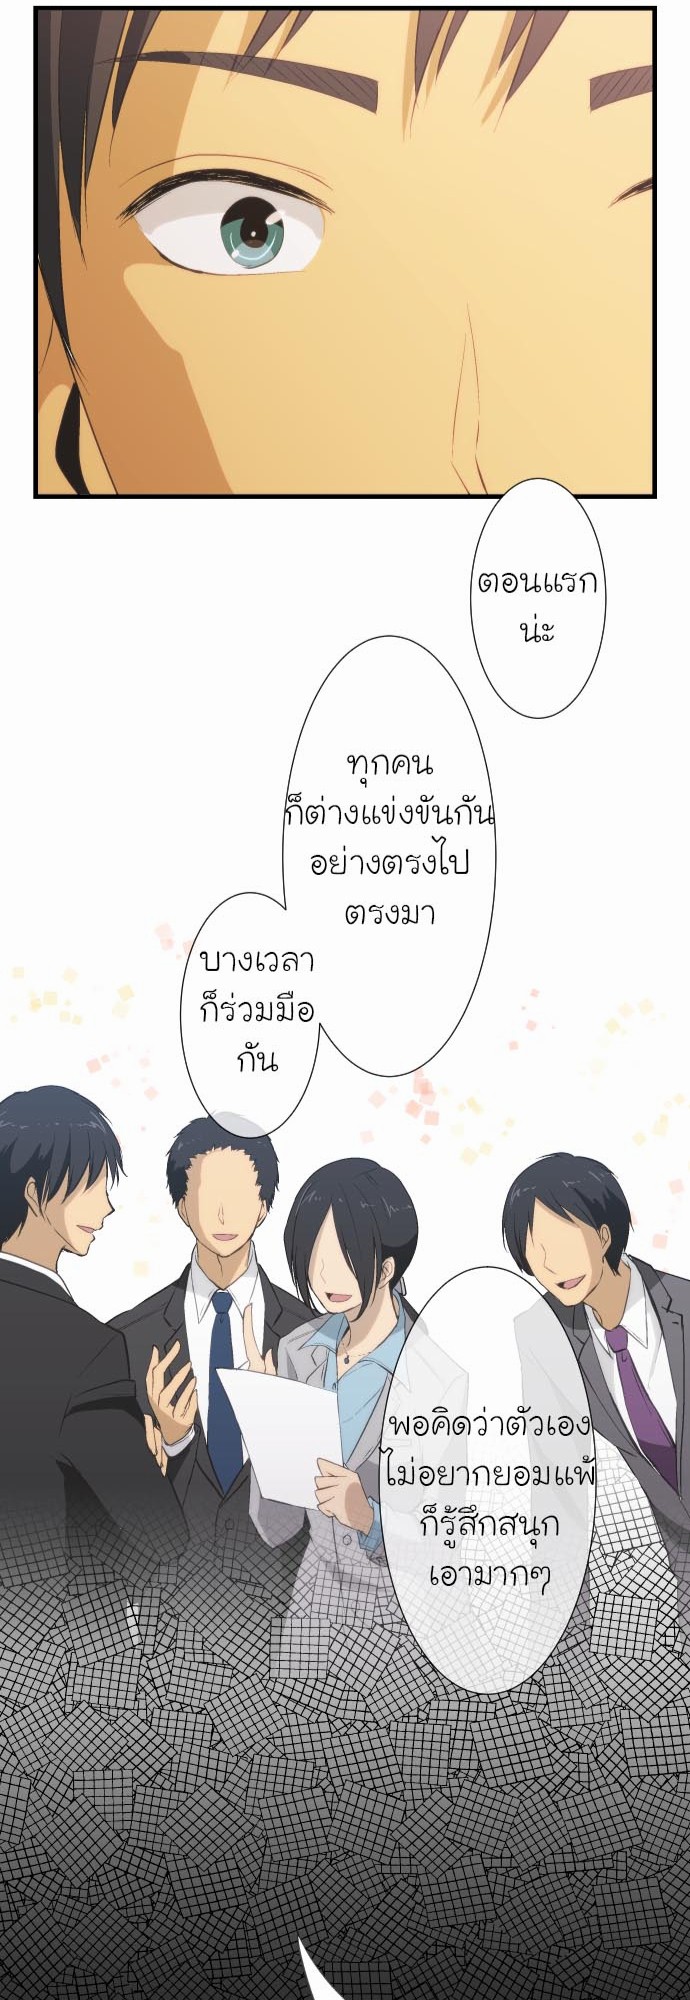 ตอนแรก
น่ะ
ทุกคน
ก็ต่างแข่งขันกัน
อย่างตรงไป
ตรงมา
บางเวลา
ก็ร่วมมือ
กัน
พอคิดว่าตัวเอง
ไม่อยากยอมแพ้
ก็รู้สึกสนุก
เอามากๆ